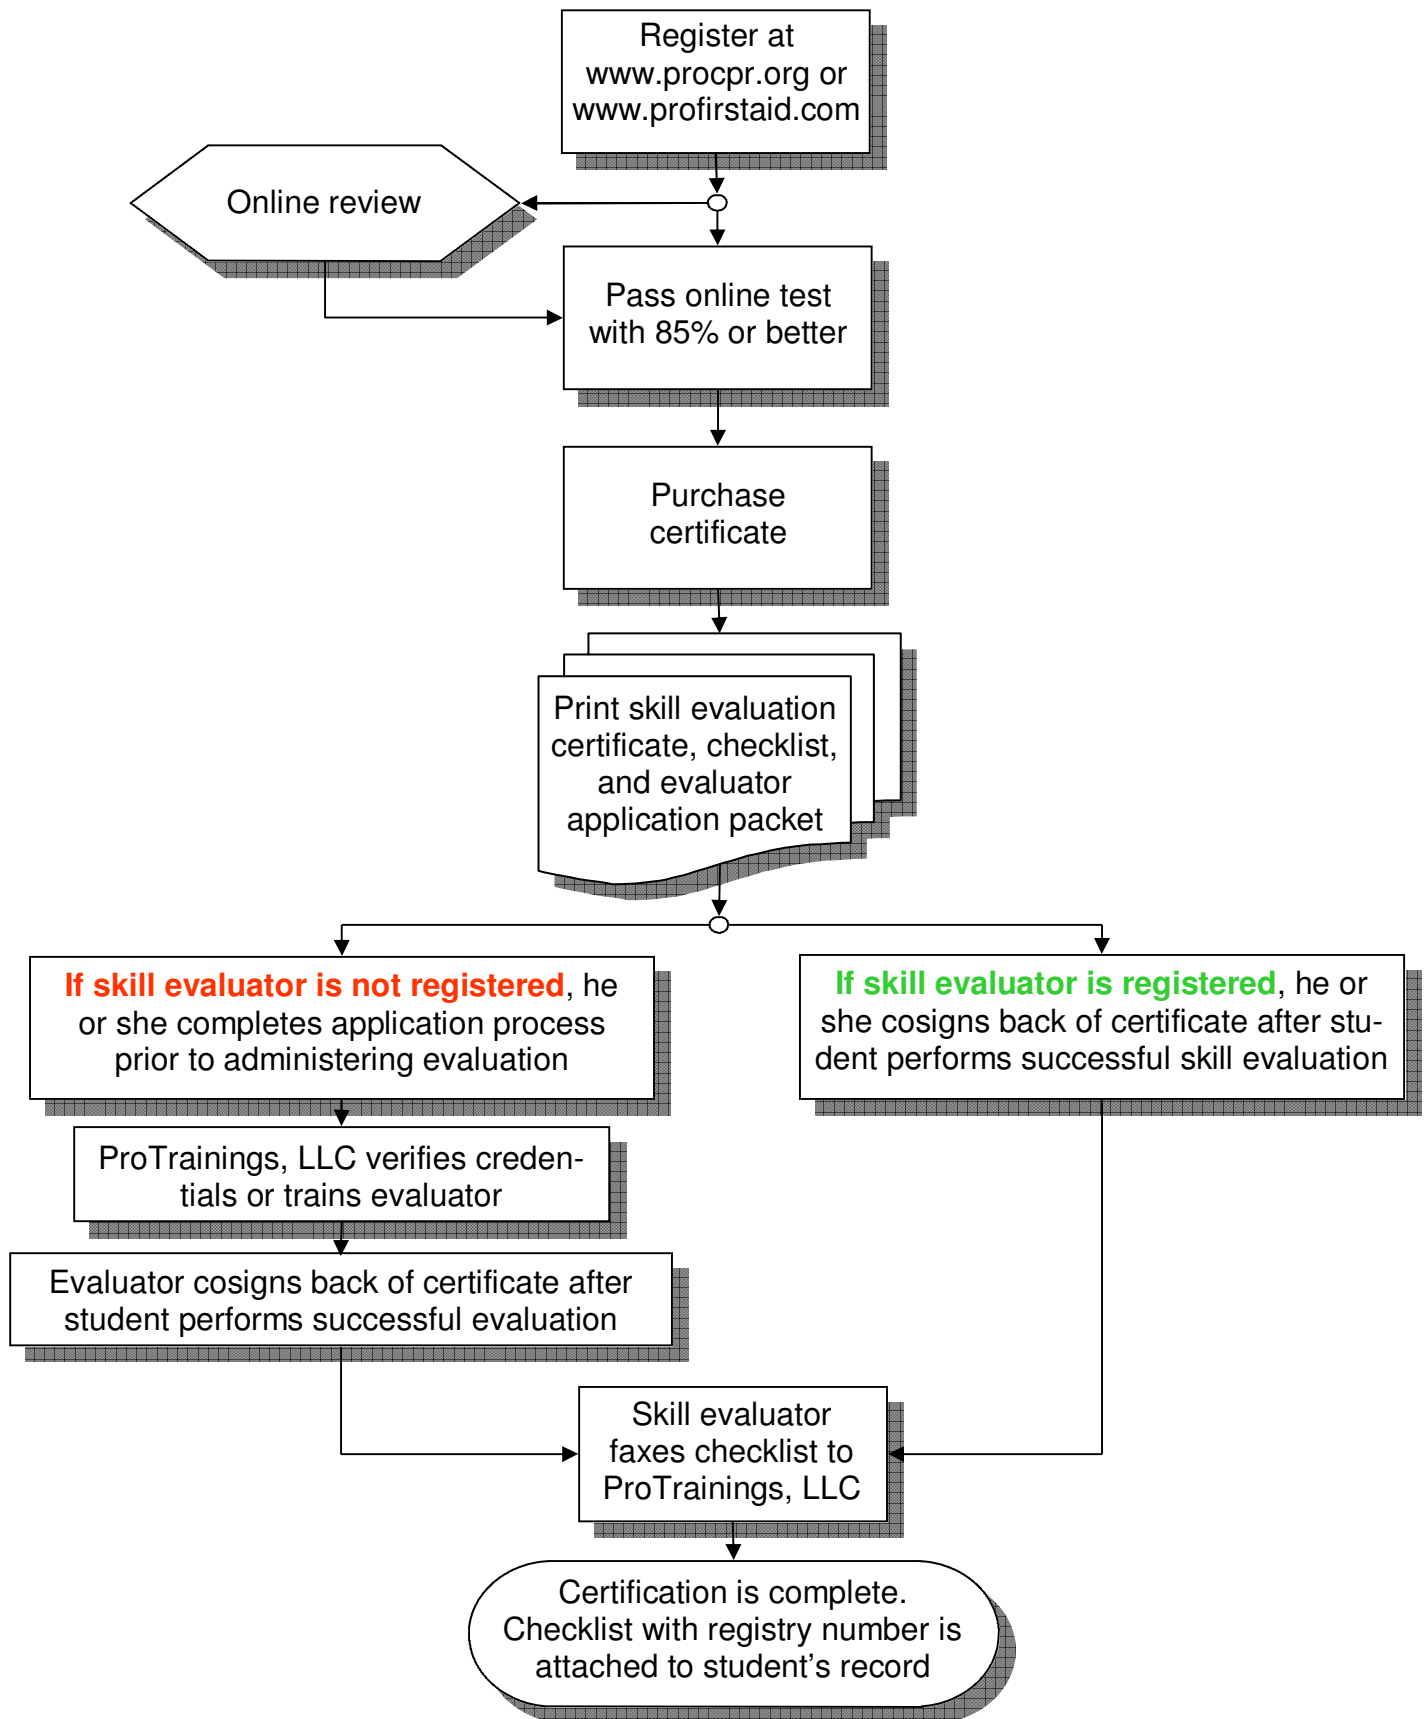 Register at
www.procpr.org or
www.profirstaid.com
Online review
Pass online test
with 85% or better
Purchase
certificate
Print skill evaluation
certificate, checklist,
and evaluator
application packet
If skill evaluator is not registered, he
or she completes application process
prior to administering evaluation
If skill evaluator is registered, he or
she cosigns back of certificate after stu-
dent performs successful skill evaluation
ProTrainings, LLC verifies creden-
tials or trains evaluator
Evaluator cosigns back of certificate after
student performs successful evaluation
Skill evaluator
faxes checklist to
ProTrainings, LLC
Certification is complete.
Checklist with registry number is
attached to student’s record